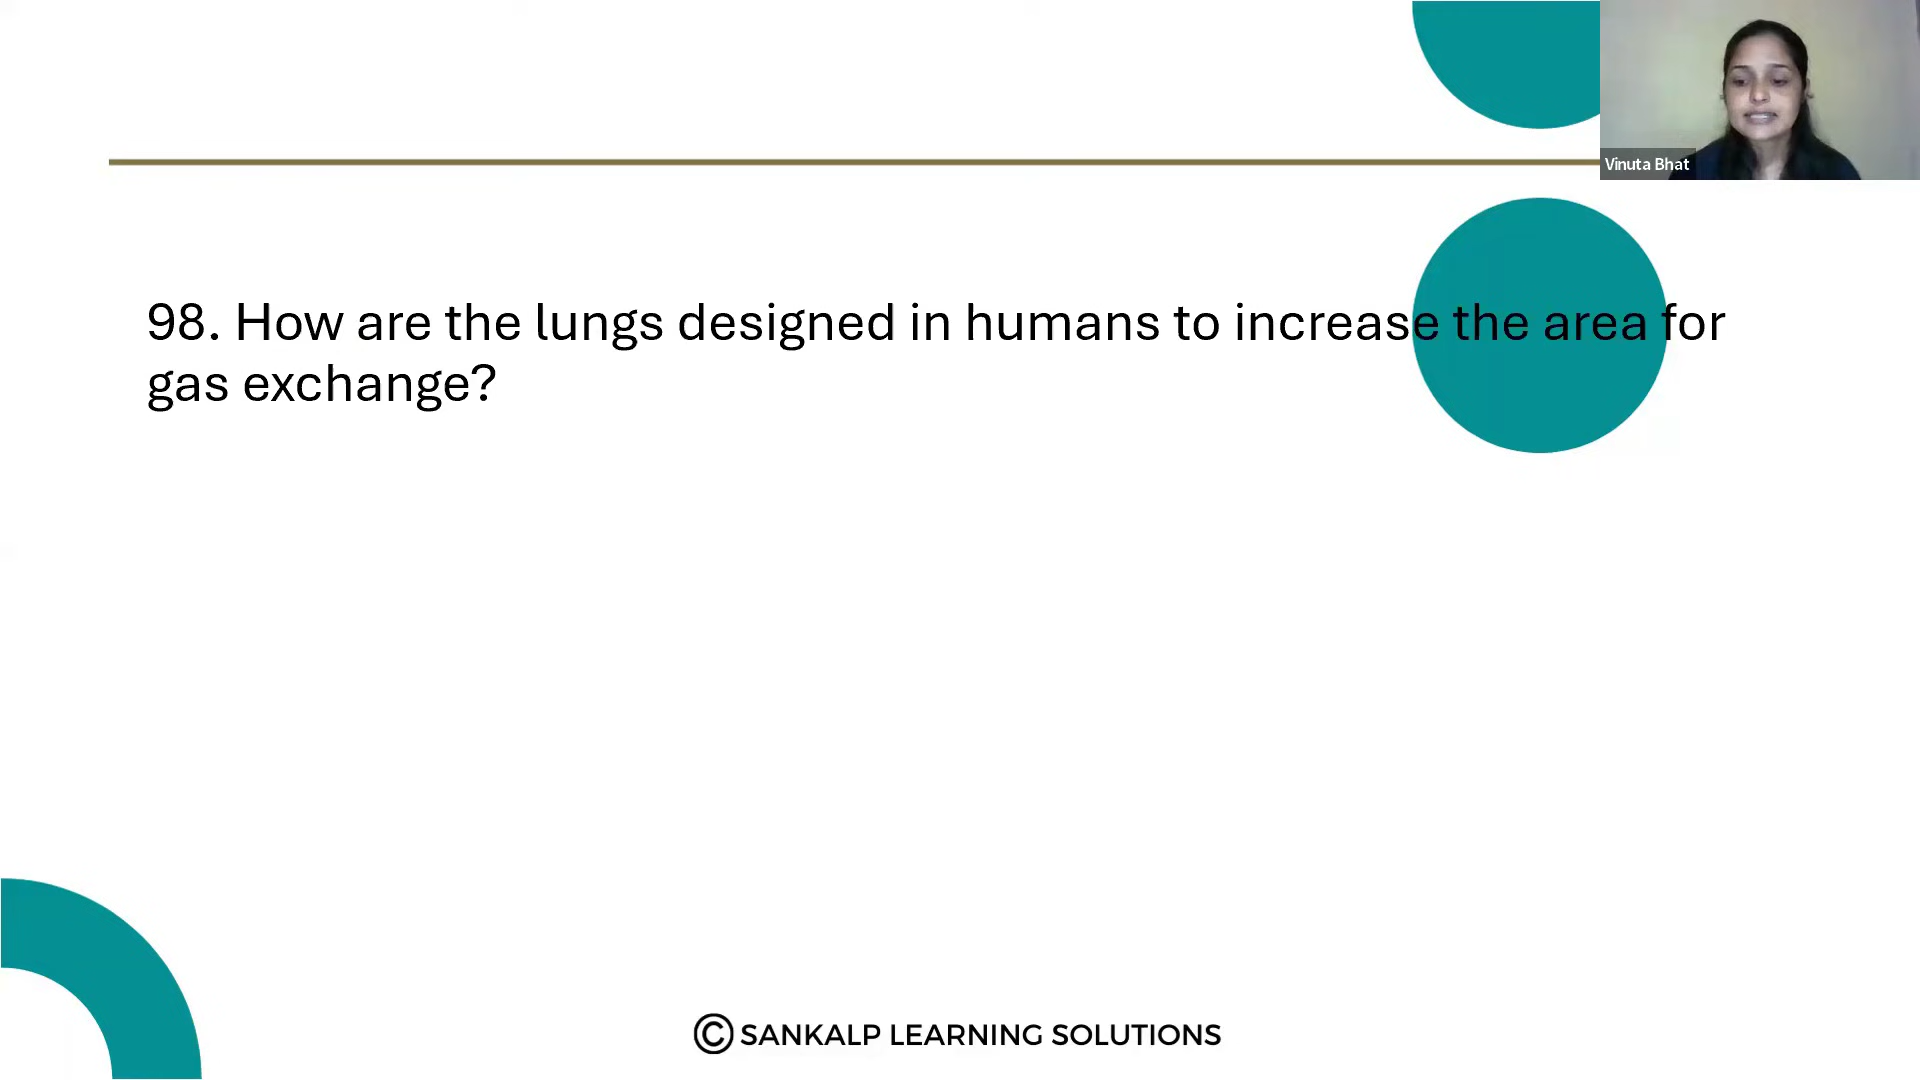 Vinuta Bhat
98. How are the lungs designed in humans to increase the area for
gas exchange?
© SANKALP LEARNING SOLUTIONS